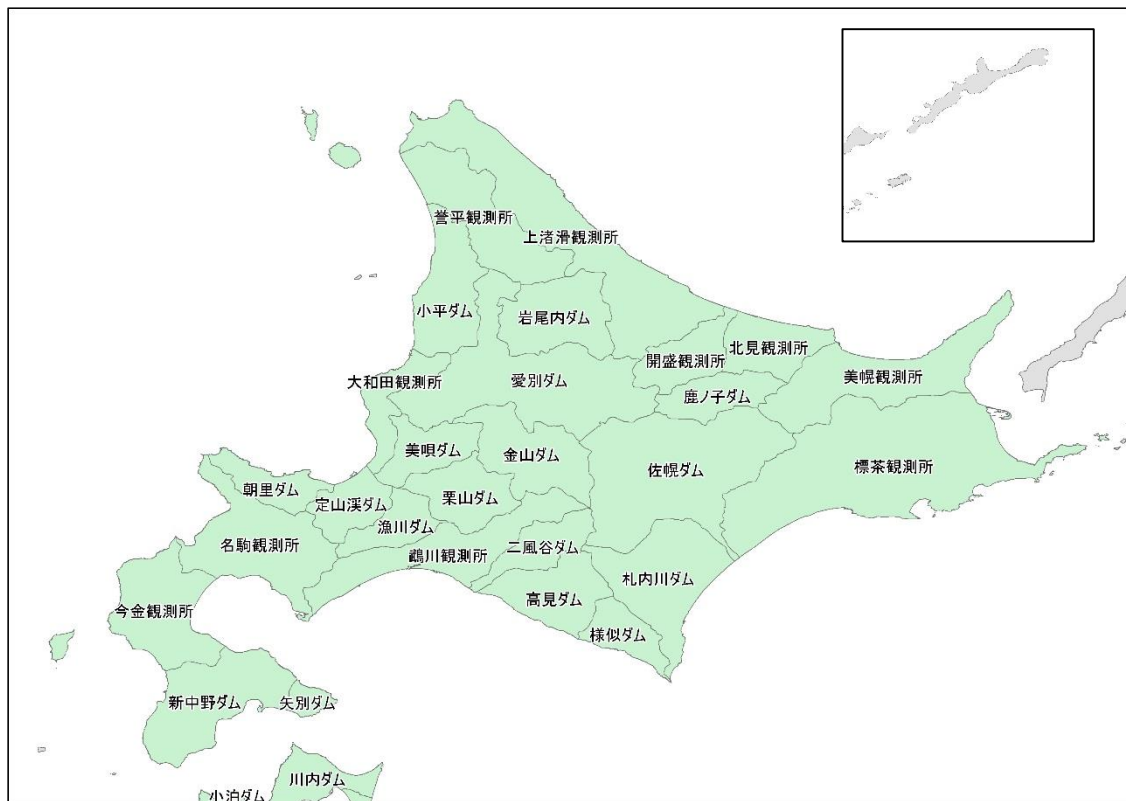 誉平観測所
上渚滑観測所
小平ダム
岩尾内ダム
北見観測所
開盛観測所
美幌観測所
大和田観測所
愛別ダム
鹿ノ子ダム
美唄ダム
金山ダム
佐幌ダム
標茶観測所
朝里ダム
定山渓ダム
栗山ダム
漁川ダム
名駒観測所
鵡川観測所
二風谷ダム
札内川ダム
今金観測所
高見ダム
様似ダム
新中野ダム
矢別ダム
川内ダム
小泊ダム